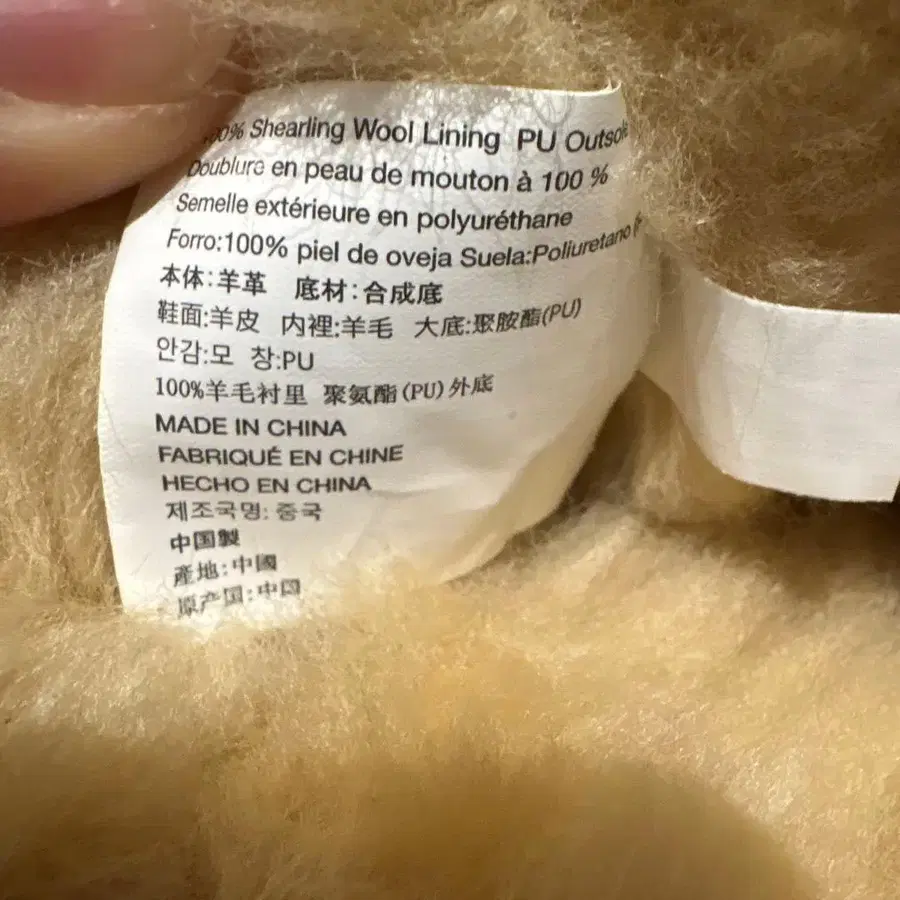 100% Shearling Wool Lining PU Outsole
Doublure en peau de mouton à 100 %
Semelle extérieure en polyuréthane
Forro:100% piel de oveja Suela:Poliuretano
本体:羊革 底材:合成底
鞋面:羊皮 内裡:羊毛 大底:聚胺酯(PU)
안감:모 창:PU
100%羊毛衬里 聚氨酯(PU)外底
MADE IN CHINA
FABRIQUÉ EN CHINE
HECHO EN CHINA
제조국명: 중국
中国製
產地:中國
原产国:中国